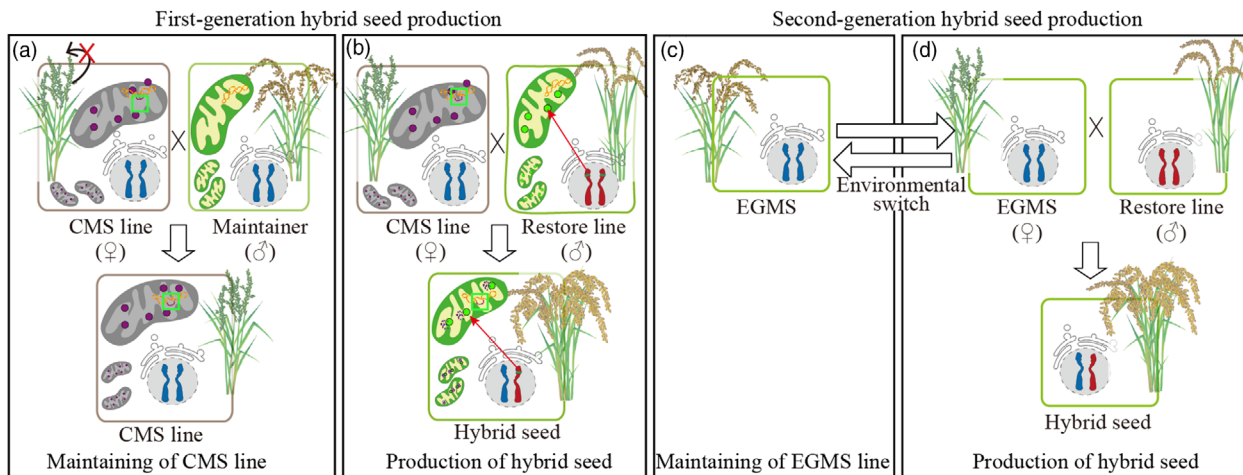 First-generation hybrid seed production
Second-generation hybrid seed production
(a)
X
CMS line
(♀)
Maintainer
(♂)
CMS line
Maintaining of CMS line
(b)
X
CMS line
(♀)
Restore line
(♂)
Hybrid seed
Production of hybrid seed
(c)
EGMS
Environmental
switch
Maintaining of EGMS line
(d)
X
EGMS
(♀)
Restore line
(♂)
Hybrid seed
Production of hybrid seed